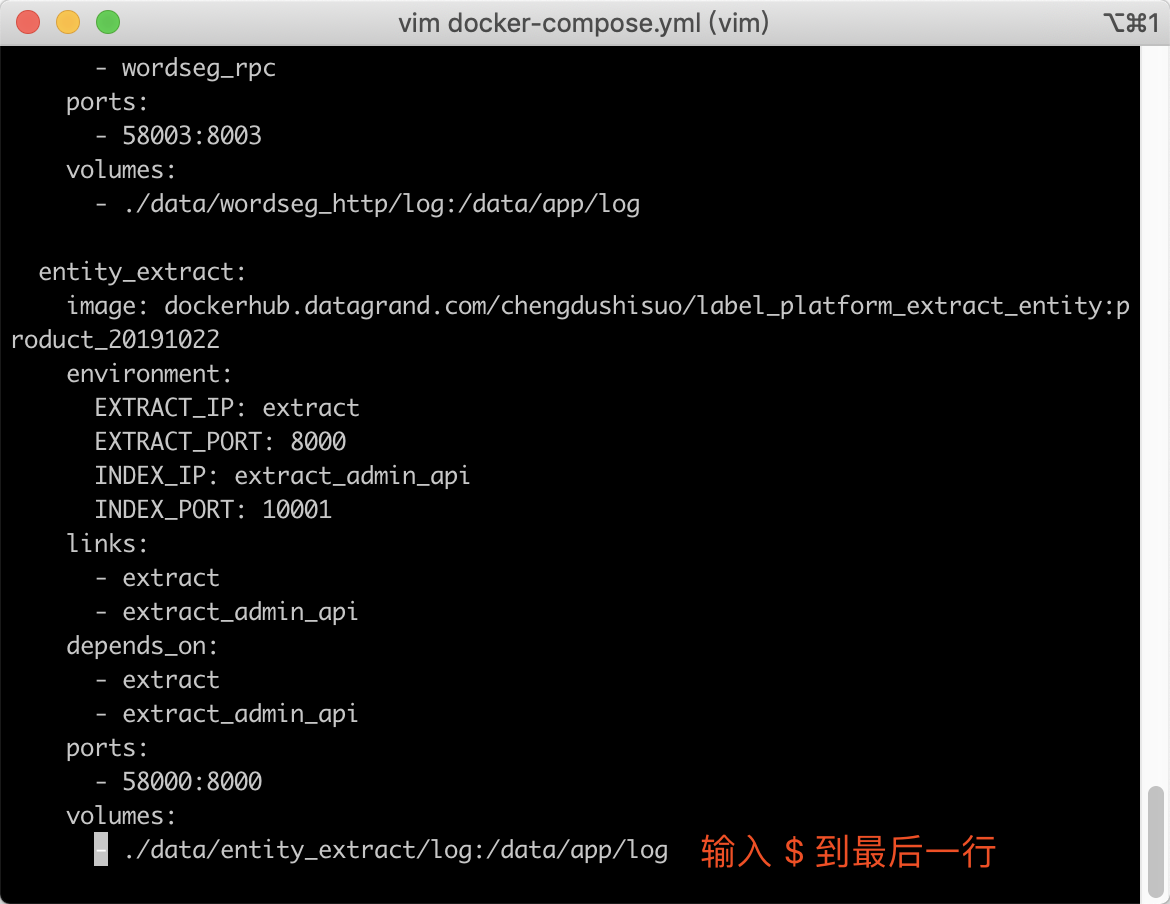 vim docker-compose.yml (vim)
⌥⌘1
- wordseg_rpc
ports:
- 58003:8003
volumes:
- ./data/wordseg_http/log:/data/app/log
entity_extract:
image: dockerhub.datagrand.com/chengdushisuo/label_platform_extract_entity:p
roduct_20191022
environment:
EXTRACT_IP: extract
EXTRACT_PORT: 8000
INDEX_IP: extract_admin_api
INDEX_PORT: 10001
links:
- extract
- extract_admin_api
depends_on:
- extract
- extract_admin_api
ports:
- 58000:8000
volumes:
- ./data/entity_extract/log:/data/app/log 输入 $ 到最后一行